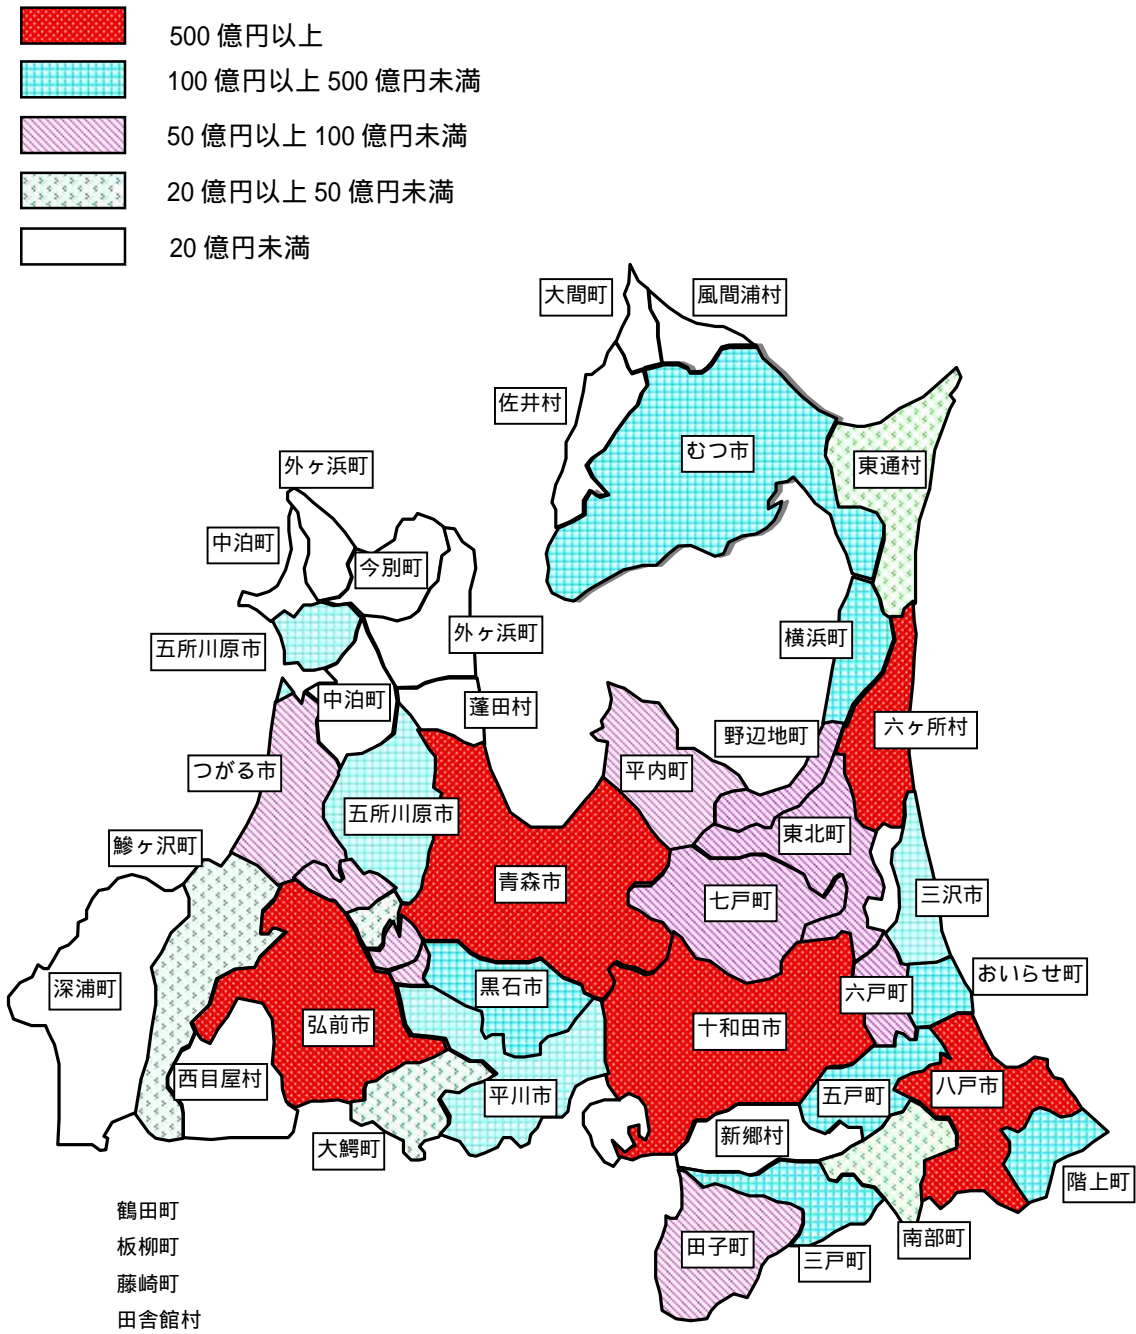 500 億円以上
100 億円以上 500 億円未満
50 億円以上 100 億円未満
20 億円以上 50 億円未満
20 億円未満
大間町
風間浦村
佐井村
むつ市
東通村
外ヶ浜町
中泊町
今別町
五所川原市
外ヶ浜町
横浜町
中泊町
蓬田村
野辺地町
六ヶ所村
つがる市
平内町
五所川原市
東北町
鰺ヶ沢町
青森市
七戸町
三沢市
深浦町
黒石市
六戸町
おいらせ町
弘前市
十和田市
西目屋村
平川市
五戸町
八戸市
大鰐町
新郷村
階上町
鶴田町
板柳町
田子町
三戸町
南部町
藤崎町
田舎館村